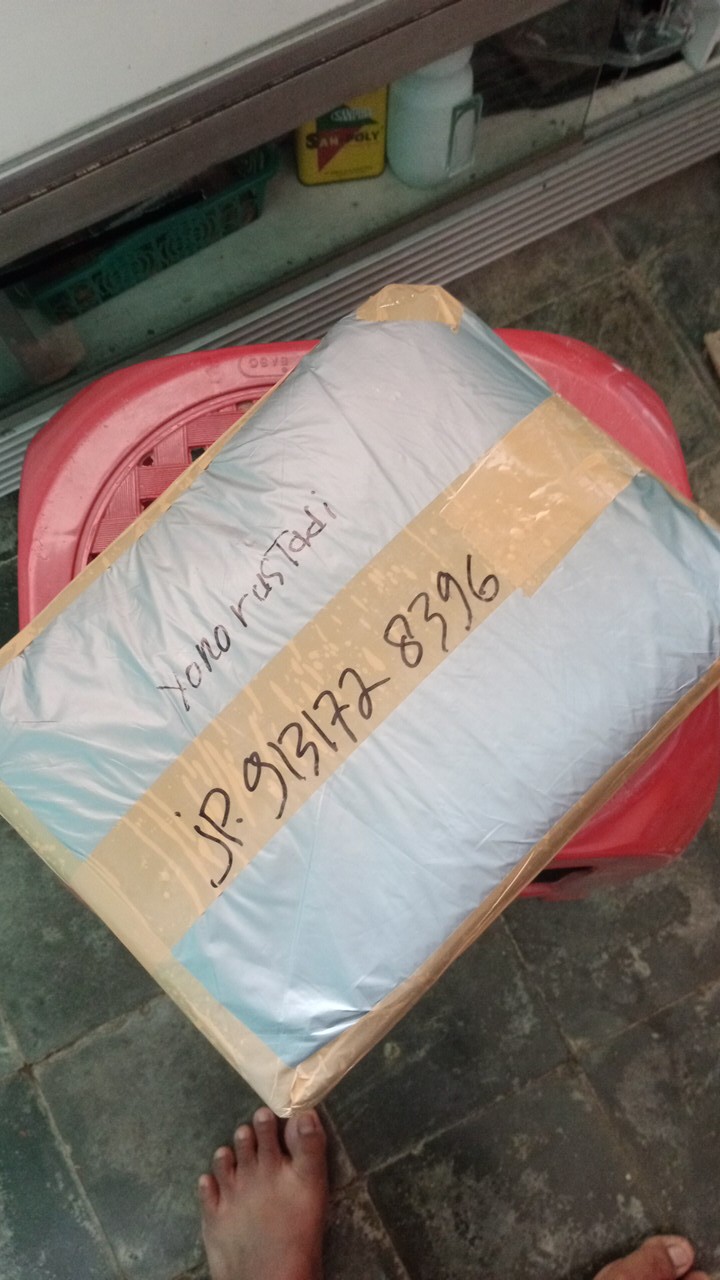 SAN POLY
Yono rusTadi
JP. 913172 8396